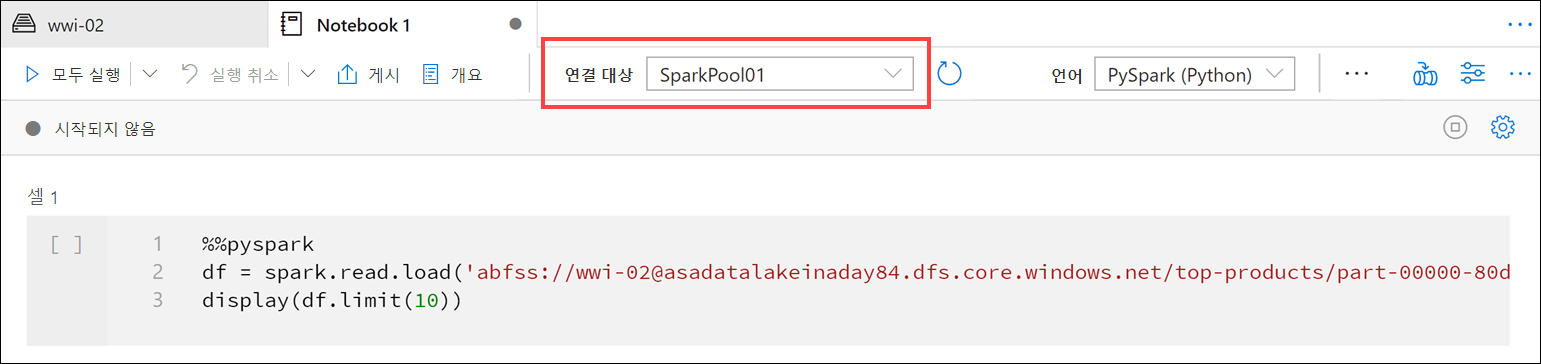 wwi-02 Notebook 1 ...
모두 실행 실행 취소 게시 개요 연결 대상 SparkPool01 언어 PySpark (Python) ... ...
시작되지 않음
셀 1
[ ] 1 %%pyspark
2 df = spark.read.load('abfss://wwi-02@asadatalakeinaday84.dfs.core.windows.net/top-products/part-00000-80d
3 display(df.limit(10))